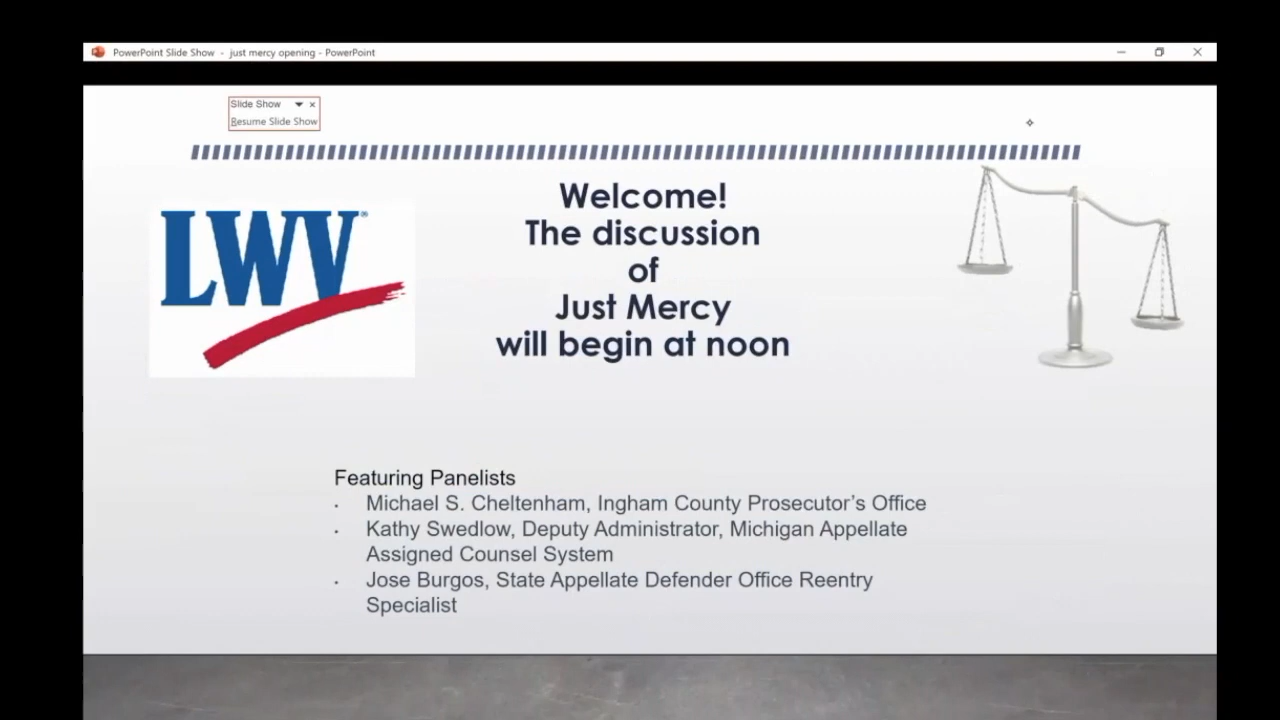 PowerPoint Slide Show - just mercy opening - PowerPoint
Slide Show
Resume Slide Show
LWV®
Welcome!
The discussion
of
Just Mercy
will begin at noon
Featuring Panelists
• Michael S. Cheltenham, Ingham County Prosecutor's Office
• Kathy Swedlow, Deputy Administrator, Michigan Appellate
Assigned Counsel System
• Jose Burgos, State Appellate Defender Office Reentry
Specialist